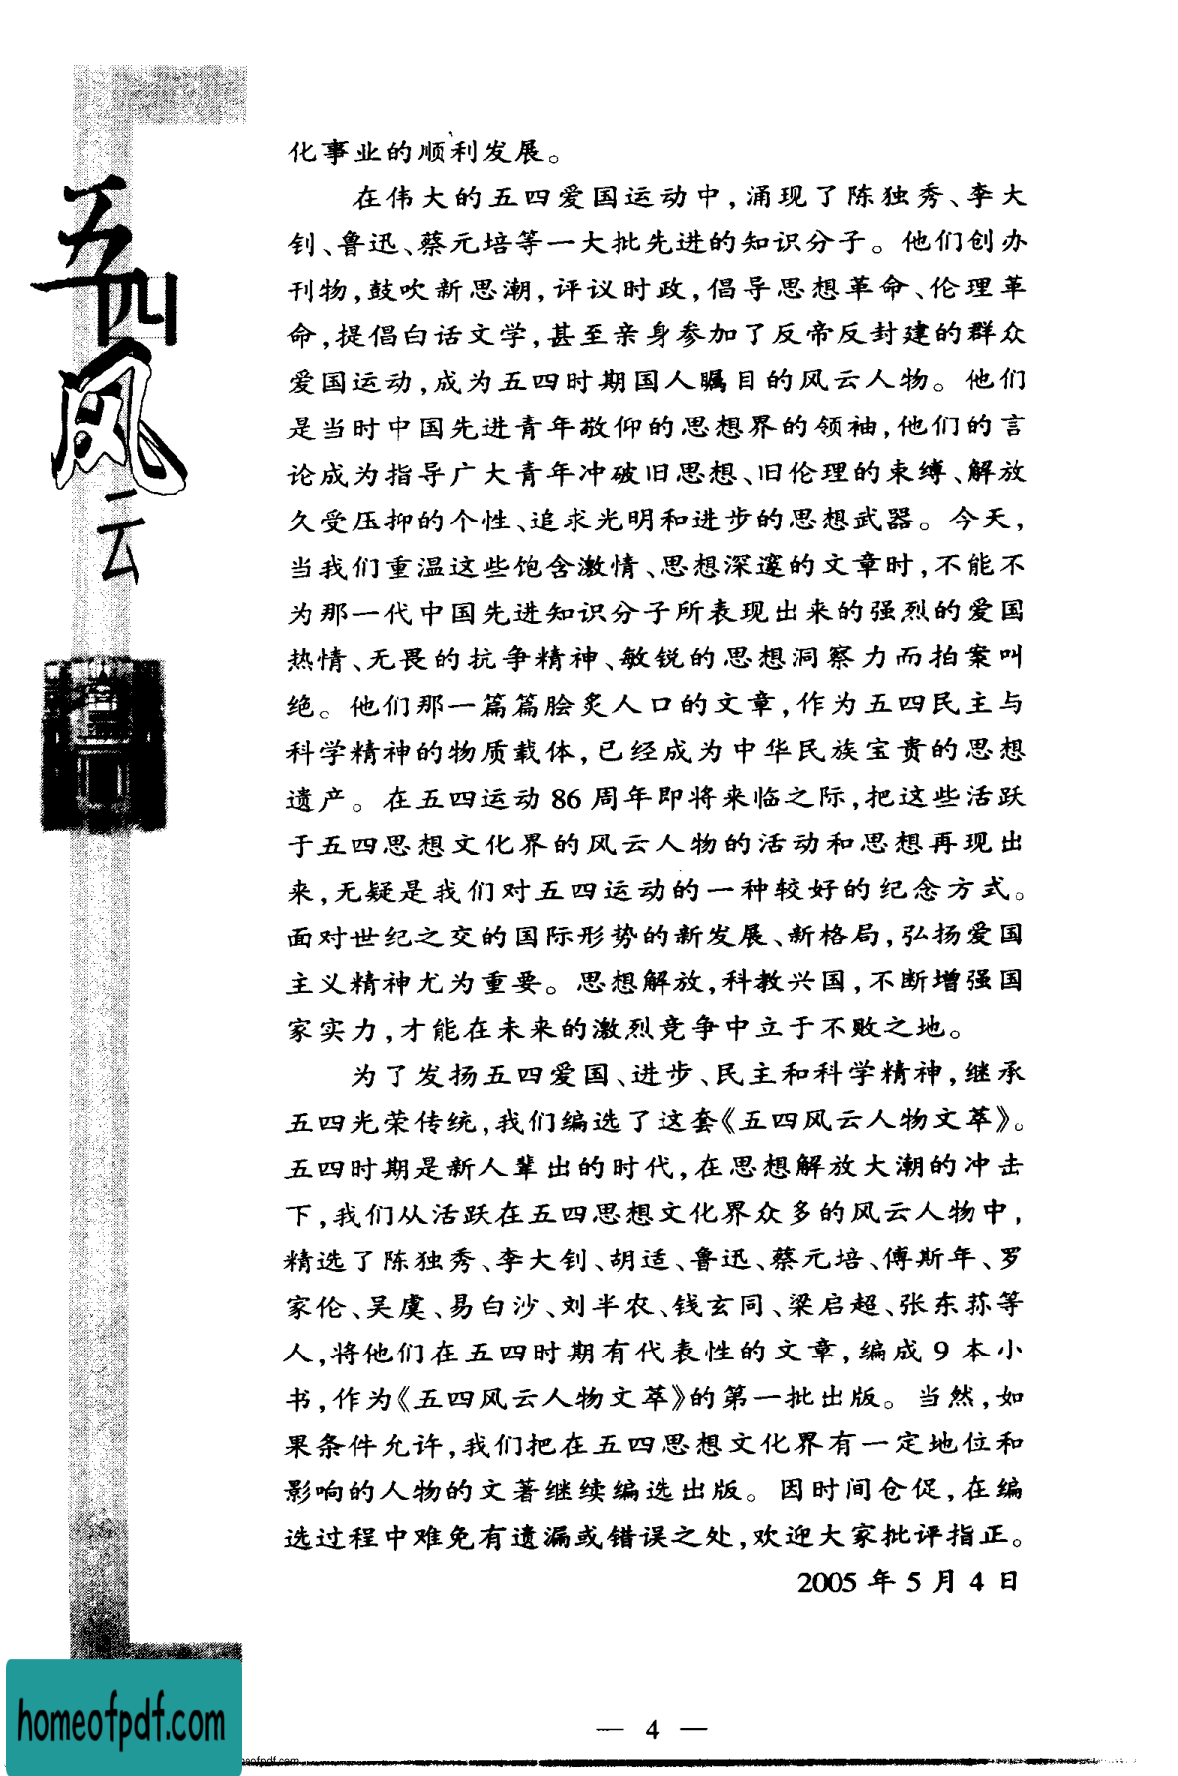 五四风云
化事业的顺利发展。
在伟大的五四爱国运动中，涌现了陈独秀、李大
钊、鲁迅、蔡元培等一大批先进的知识分子。他们创办
刊物，鼓吹新思潮，评议时政，倡导思想革命、伦理革
命，提倡白话文学，甚至亲身参加了反帝反封建的群众
爱国运动，成为五四时期国人瞩目的风云人物。他们
是当时中国先进青年敬仰的思想界的领袖，他们的言
论成为指导广大青年冲破旧思想、旧伦理的束缚、解放
久受压抑的个性、追求光明和进步的思想武器。今天，
当我们重温这些饱含激情、思想深邃的文章时，不能不
为那一代中国先进知识分子所表现出来的强烈的爱国
热情、无畏的抗争精神、敏锐的思想洞察力而拍案叫
绝。他们那一篇篇脍炙人口的文章，作为五四民主与
科学精神的物质载体，已经成为中华民族宝贵的思想
遗产。在五四运动86周年即将来临之际，把这些活跃
于五四思想文化界的风云人物的活动和思想再现出
来，无疑是我们对五四运动的一种较好的纪念方式。
面对世纪之交的国际形势的新发展、新格局，弘扬爱国
主义精神尤为重要。思想解放，科教兴国，不断增强国
家实力，才能在未来的激烈竞争中立于不败之地。
为了发扬五四爱国、进步、民主和科学精神，继承
五四光荣传统，我们编选了这套《五四风云人物文萃》。
五四时期是新人辈出的时代，在思想解放大潮的冲击
下，我们从活跃在五四思想文化界众多的风云人物中，
精选了陈独秀、李大钊、胡适、鲁迅、蔡元培、傅斯年、罗
家伦、吴虞、易白沙、刘半农、钱玄同、梁启超、张东荪等
人，将他们在五四时期有代表性的文章，编成9本小
书，作为《五四风云人物文萃》的第一批出版。当然，如
果条件允许，我们把在五四思想文化界有一定地位和
影响的人物的文著继续编选出版。因时间仓促，在编
选过程中难免有遗漏或错误之处，欢迎大家批评指正。
2005年5月4日
— 4 —
homeofpdf.com